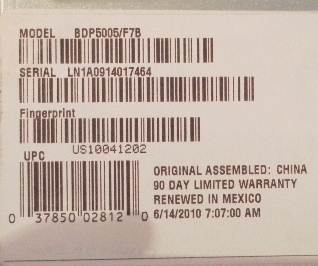 MODEL BDP5005/F7B
SERIAL LN1A0914017464
Fingerprint
US10041202
UPC
0 37850 02812 0
ORIGINAL ASSEMBLED: CHINA
90 DAY LIMITED WARRANTY
RENEWED IN MEXICO
6/14/2010 7:07:00 AM